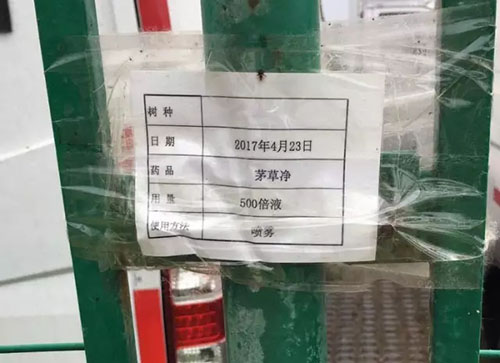 树种
日期 2017年4月23日
药品 茅草净
用量 500倍液
使用方法 喷雾